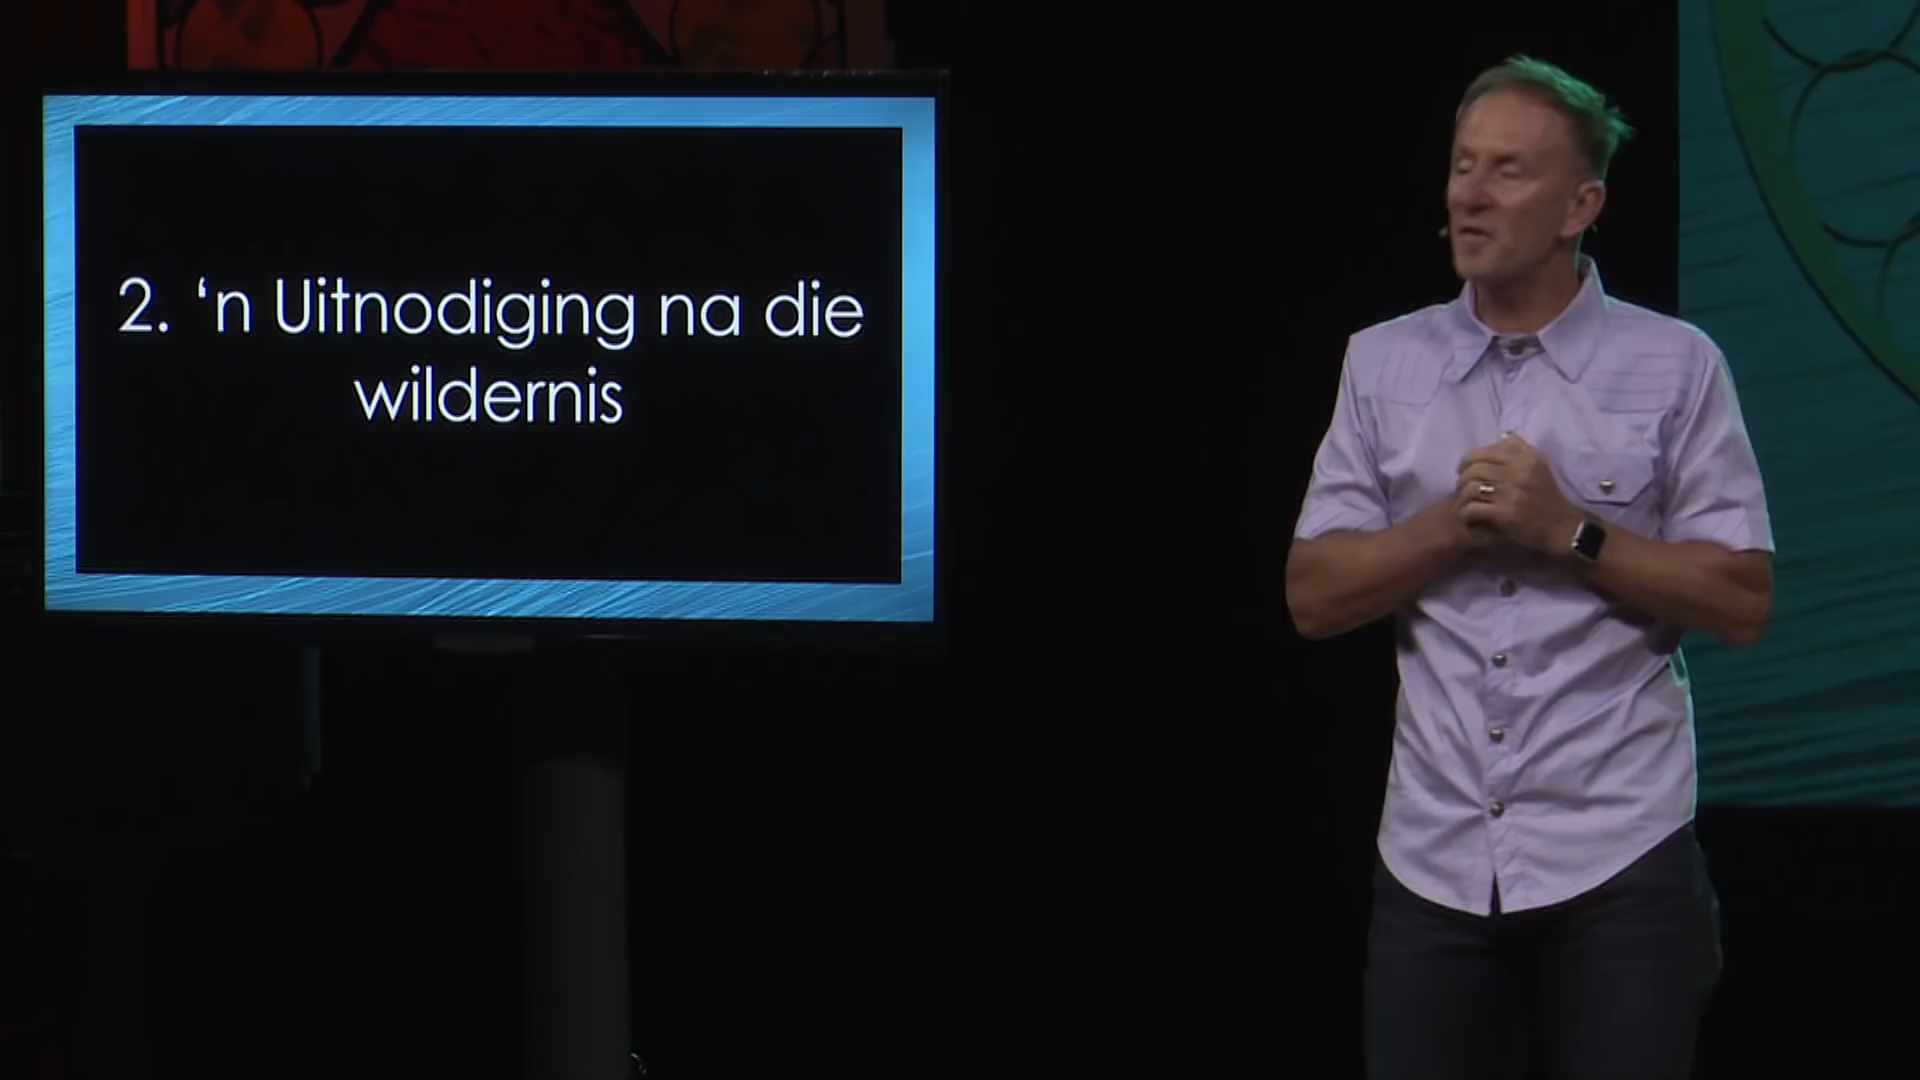 2. ‘n Uitnodiging na die
wildernis